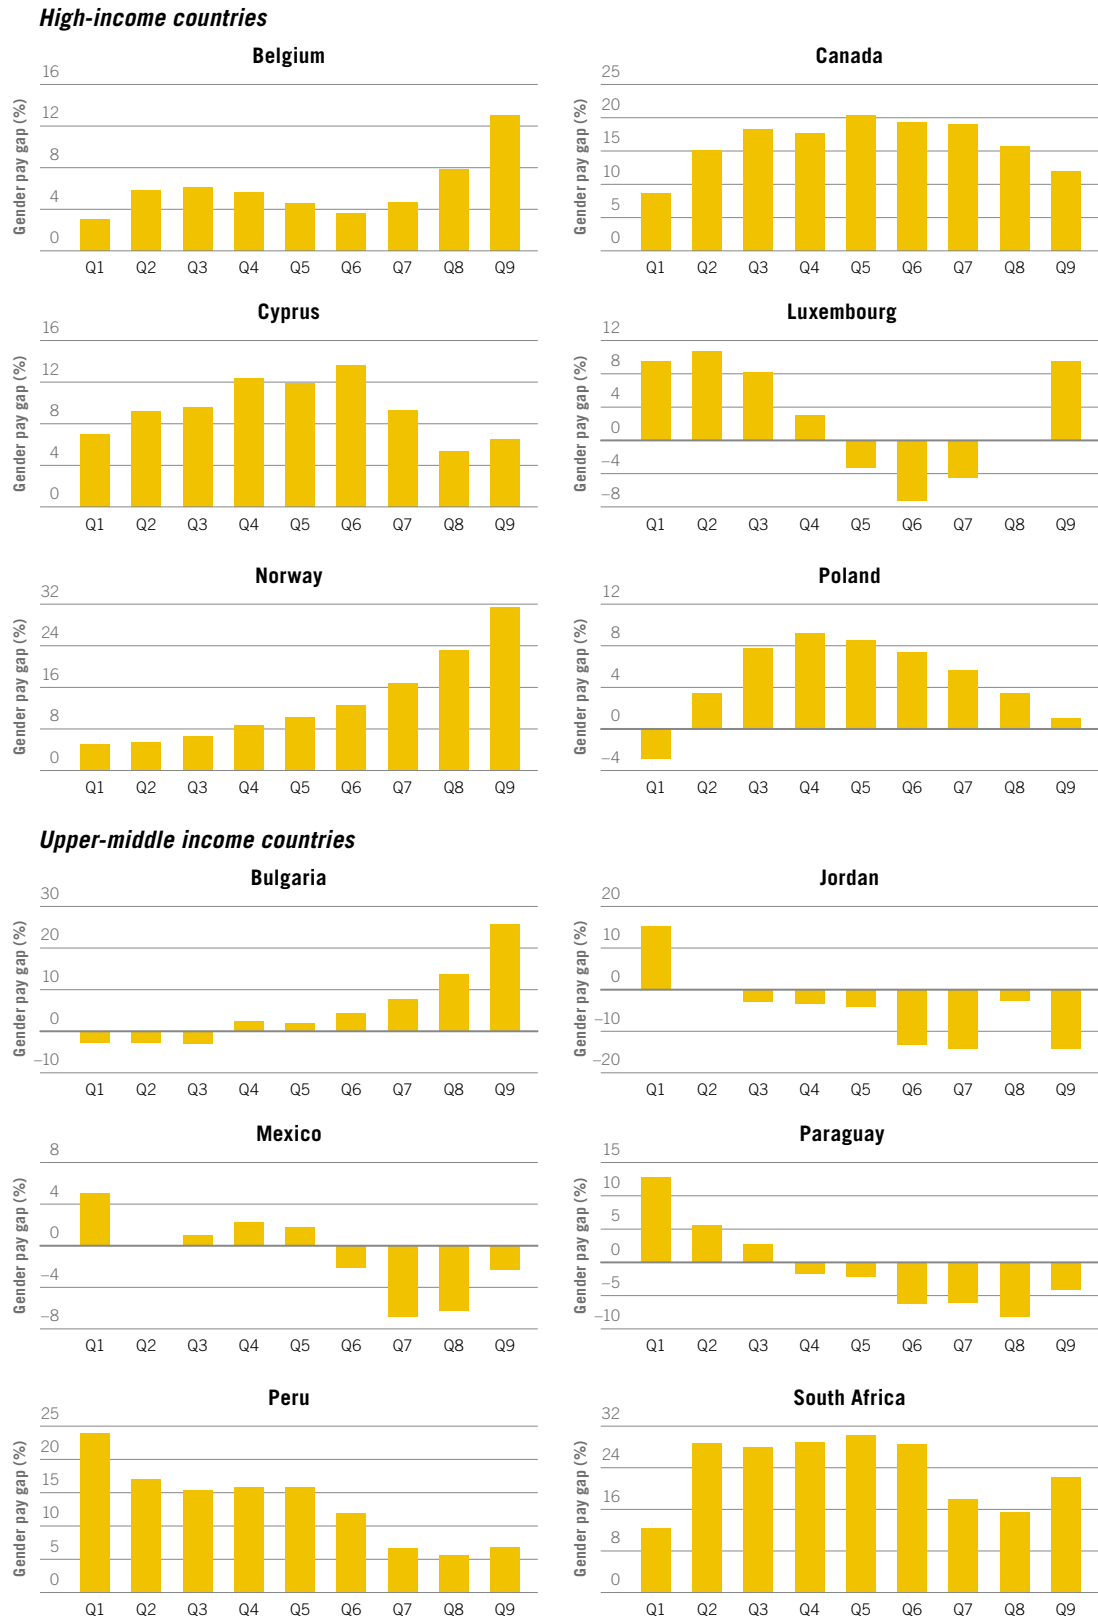 High-income countries
Belgium
Gender pay gap (%)
16
12
8
4
0
Q1 Q2 Q3 Q4 Q5 Q6 Q7 Q8 Q9
Canada
Gender pay gap (%)
25
20
15
10
5
0
Q1 Q2 Q3 Q4 Q5 Q6 Q7 Q8 Q9
Cyprus
Gender pay gap (%)
16
12
8
4
0
Q1 Q2 Q3 Q4 Q5 Q6 Q7 Q8 Q9
Luxembourg
Gender pay gap (%)
12
8
4
0
–4
–8
Q1 Q2 Q3 Q4 Q5 Q6 Q7 Q8 Q9
Norway
Gender pay gap (%)
32
24
16
8
0
Q1 Q2 Q3 Q4 Q5 Q6 Q7 Q8 Q9
Poland
Gender pay gap (%)
12
8
4
0
–4
Q1 Q2 Q3 Q4 Q5 Q6 Q7 Q8 Q9
Upper-middle income countries
Bulgaria
Gender pay gap (%)
30
20
10
0
–10
Q1 Q2 Q3 Q4 Q5 Q6 Q7 Q8 Q9
Jordan
Gender pay gap (%)
20
10
0
–10
–20
Q1 Q2 Q3 Q4 Q5 Q6 Q7 Q8 Q9
Mexico
Gender pay gap (%)
8
4
0
–4
–8
Q1 Q2 Q3 Q4 Q5 Q6 Q7 Q8 Q9
Paraguay
Gender pay gap (%)
15
10
5
0
–5
–10
Q1 Q2 Q3 Q4 Q5 Q6 Q7 Q8 Q9
Peru
Gender pay gap (%)
25
20
15
10
5
0
Q1 Q2 Q3 Q4 Q5 Q6 Q7 Q8 Q9
South Africa
Gender pay gap (%)
32
24
16
8
0
Q1 Q2 Q3 Q4 Q5 Q6 Q7 Q8 Q9